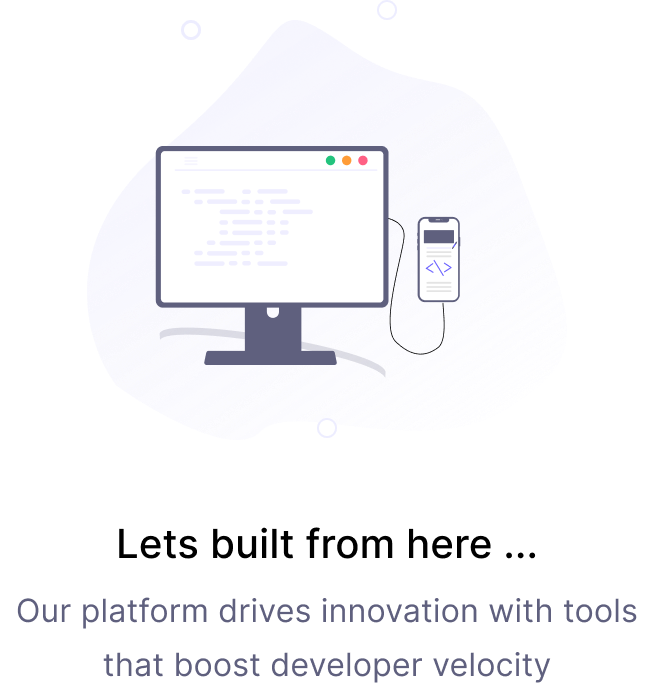 </>
Lets built from here ...
Our platform drives innovation with tools
that boost developer velocity